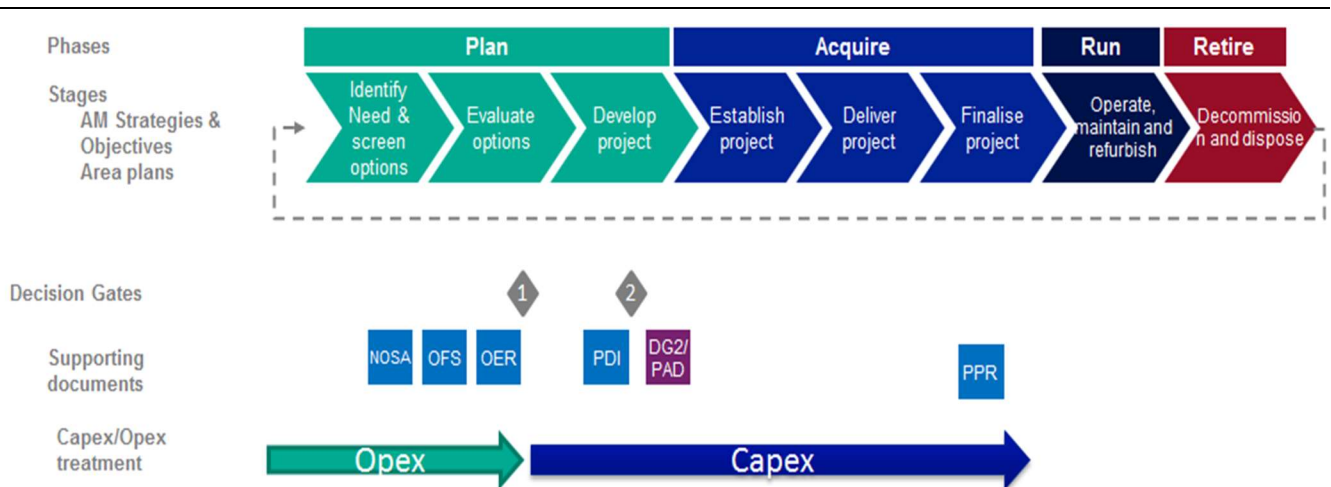 Phases
Plan
Acquire
Run
Retire
Stages
AM Strategies &
Objectives
Area plans
Identify
Need &
screen
options
Evaluate
options
Develop
project
Establish
project
Deliver
project
Finalise
project
Operate,
maintain and
refurbish
Decommissio
n and dispose
Decision Gates
1
2
Supporting
documents
NOSA
OFS
OER
PDI
DG2/
PAD
PPR
Capex/Opex
treatment
Opex
Capex